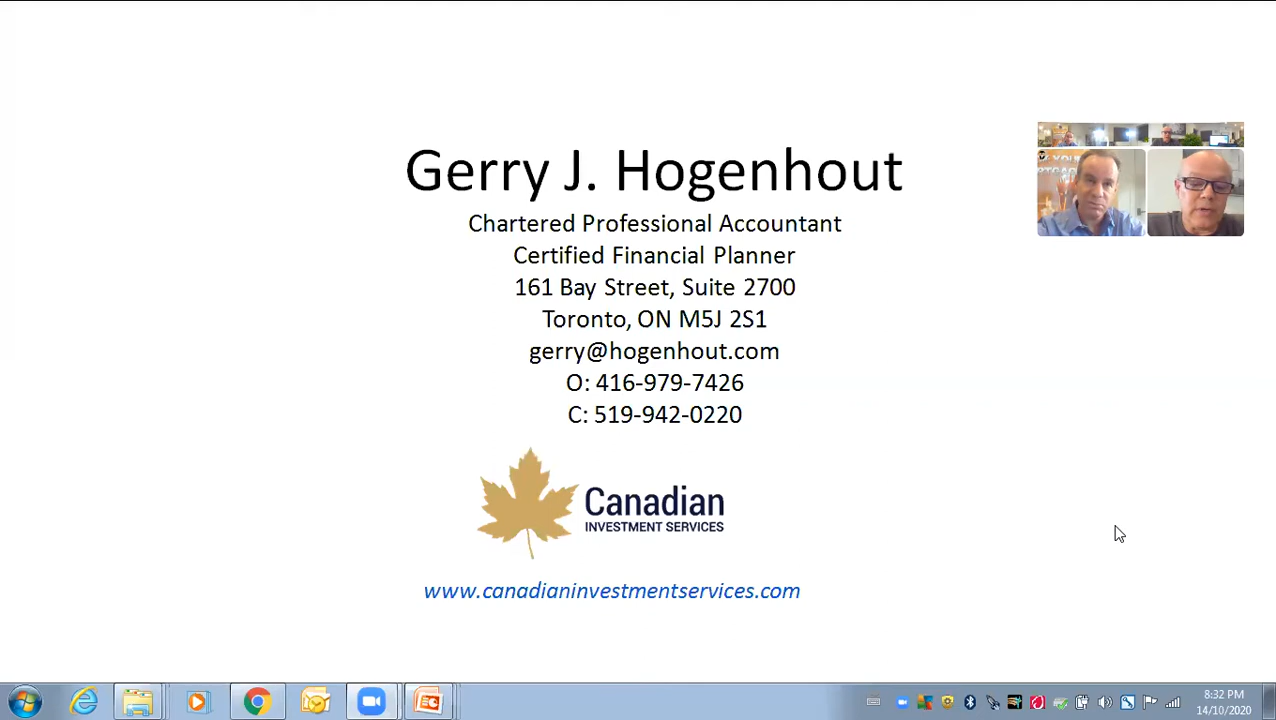 Gerry J. Hogenhout
Chartered Professional Accountant
Certified Financial Planner
161 Bay Street, Suite 2700
Toronto, ON M5J 2S1
gerry@hogenhout.com
O: 416-979-7426
C: 519-942-0220
Canadian
INVESTMENT SERVICES
www.canadianinvestmentservices.com
8:32 PM
14/10/2020